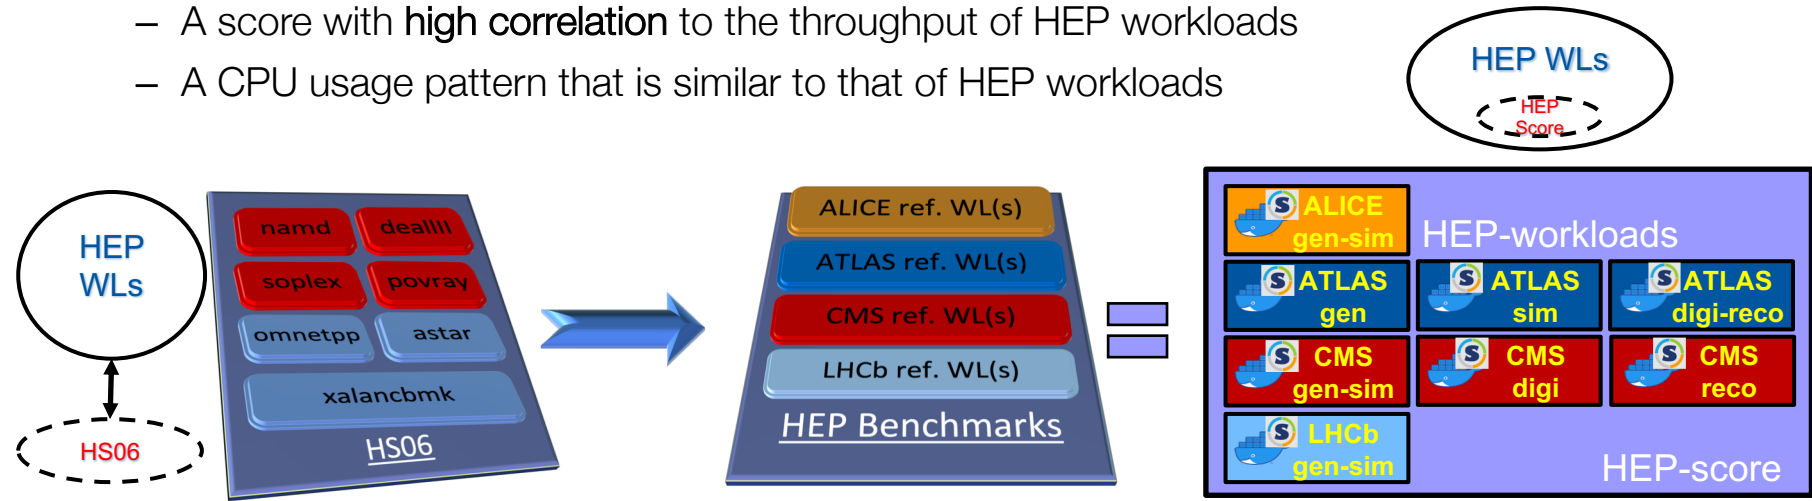 – A score with high correlation to the throughput of HEP workloads
– A CPU usage pattern that is similar to that of HEP workloads
HEP WLs
HEP
Score
HEP
WLs
HS06
namd
dealIII
soplex
povray
omnetpp
astar
xalancbmk
HS06
ALICE ref. WL(s)
ATLAS ref. WL(s)
CMS ref. WL(s)
LHCb ref. WL(s)
HEP Benchmarks
S ALICE
gen-sim
HEP-workloads
S ATLAS
gen
S ATLAS
sim
S ATLAS
digi-reco
S CMS
gen-sim
S CMS
digi
S CMS
reco
S LHCb
gen-sim
HEP-score